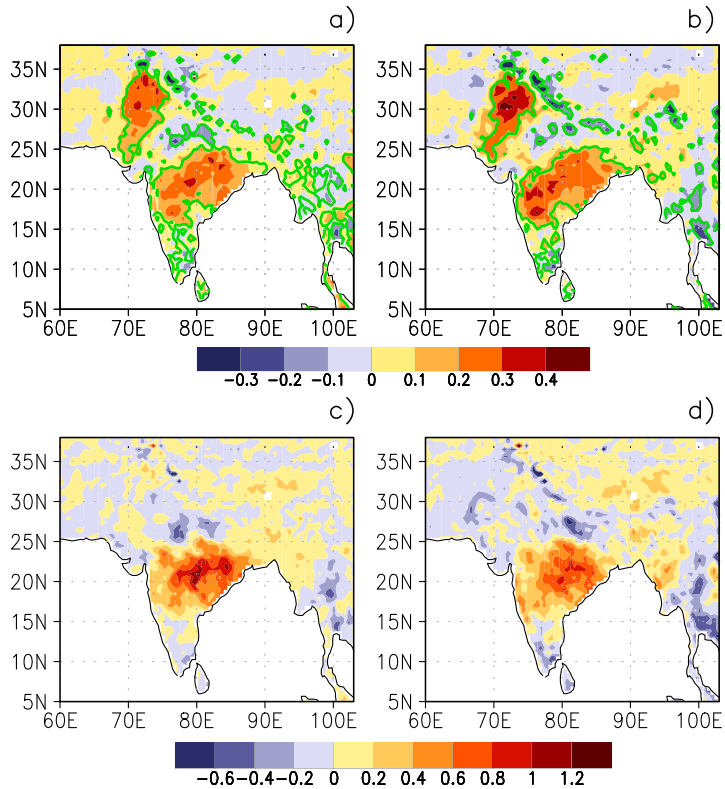 a) b)
35N 35N
30N 30N
25N 25N
20N 20N
15N 15N
10N 10N
5N 5N
60E 70E 80E 90E 100E 60E 70E 80E 90E 100E
-0.3 -0.2 -0.1 0 0.1 0.2 0.3 0.4
c) d)
35N 35N
30N 30N
25N 25N
20N 20N
15N 15N
10N 10N
5N 5N
60E 70E 80E 90E 100E 60E 70E 80E 90E 100E
-0.6 -0.4 -0.2 0 0.2 0.4 0.6 0.8 1 1.2